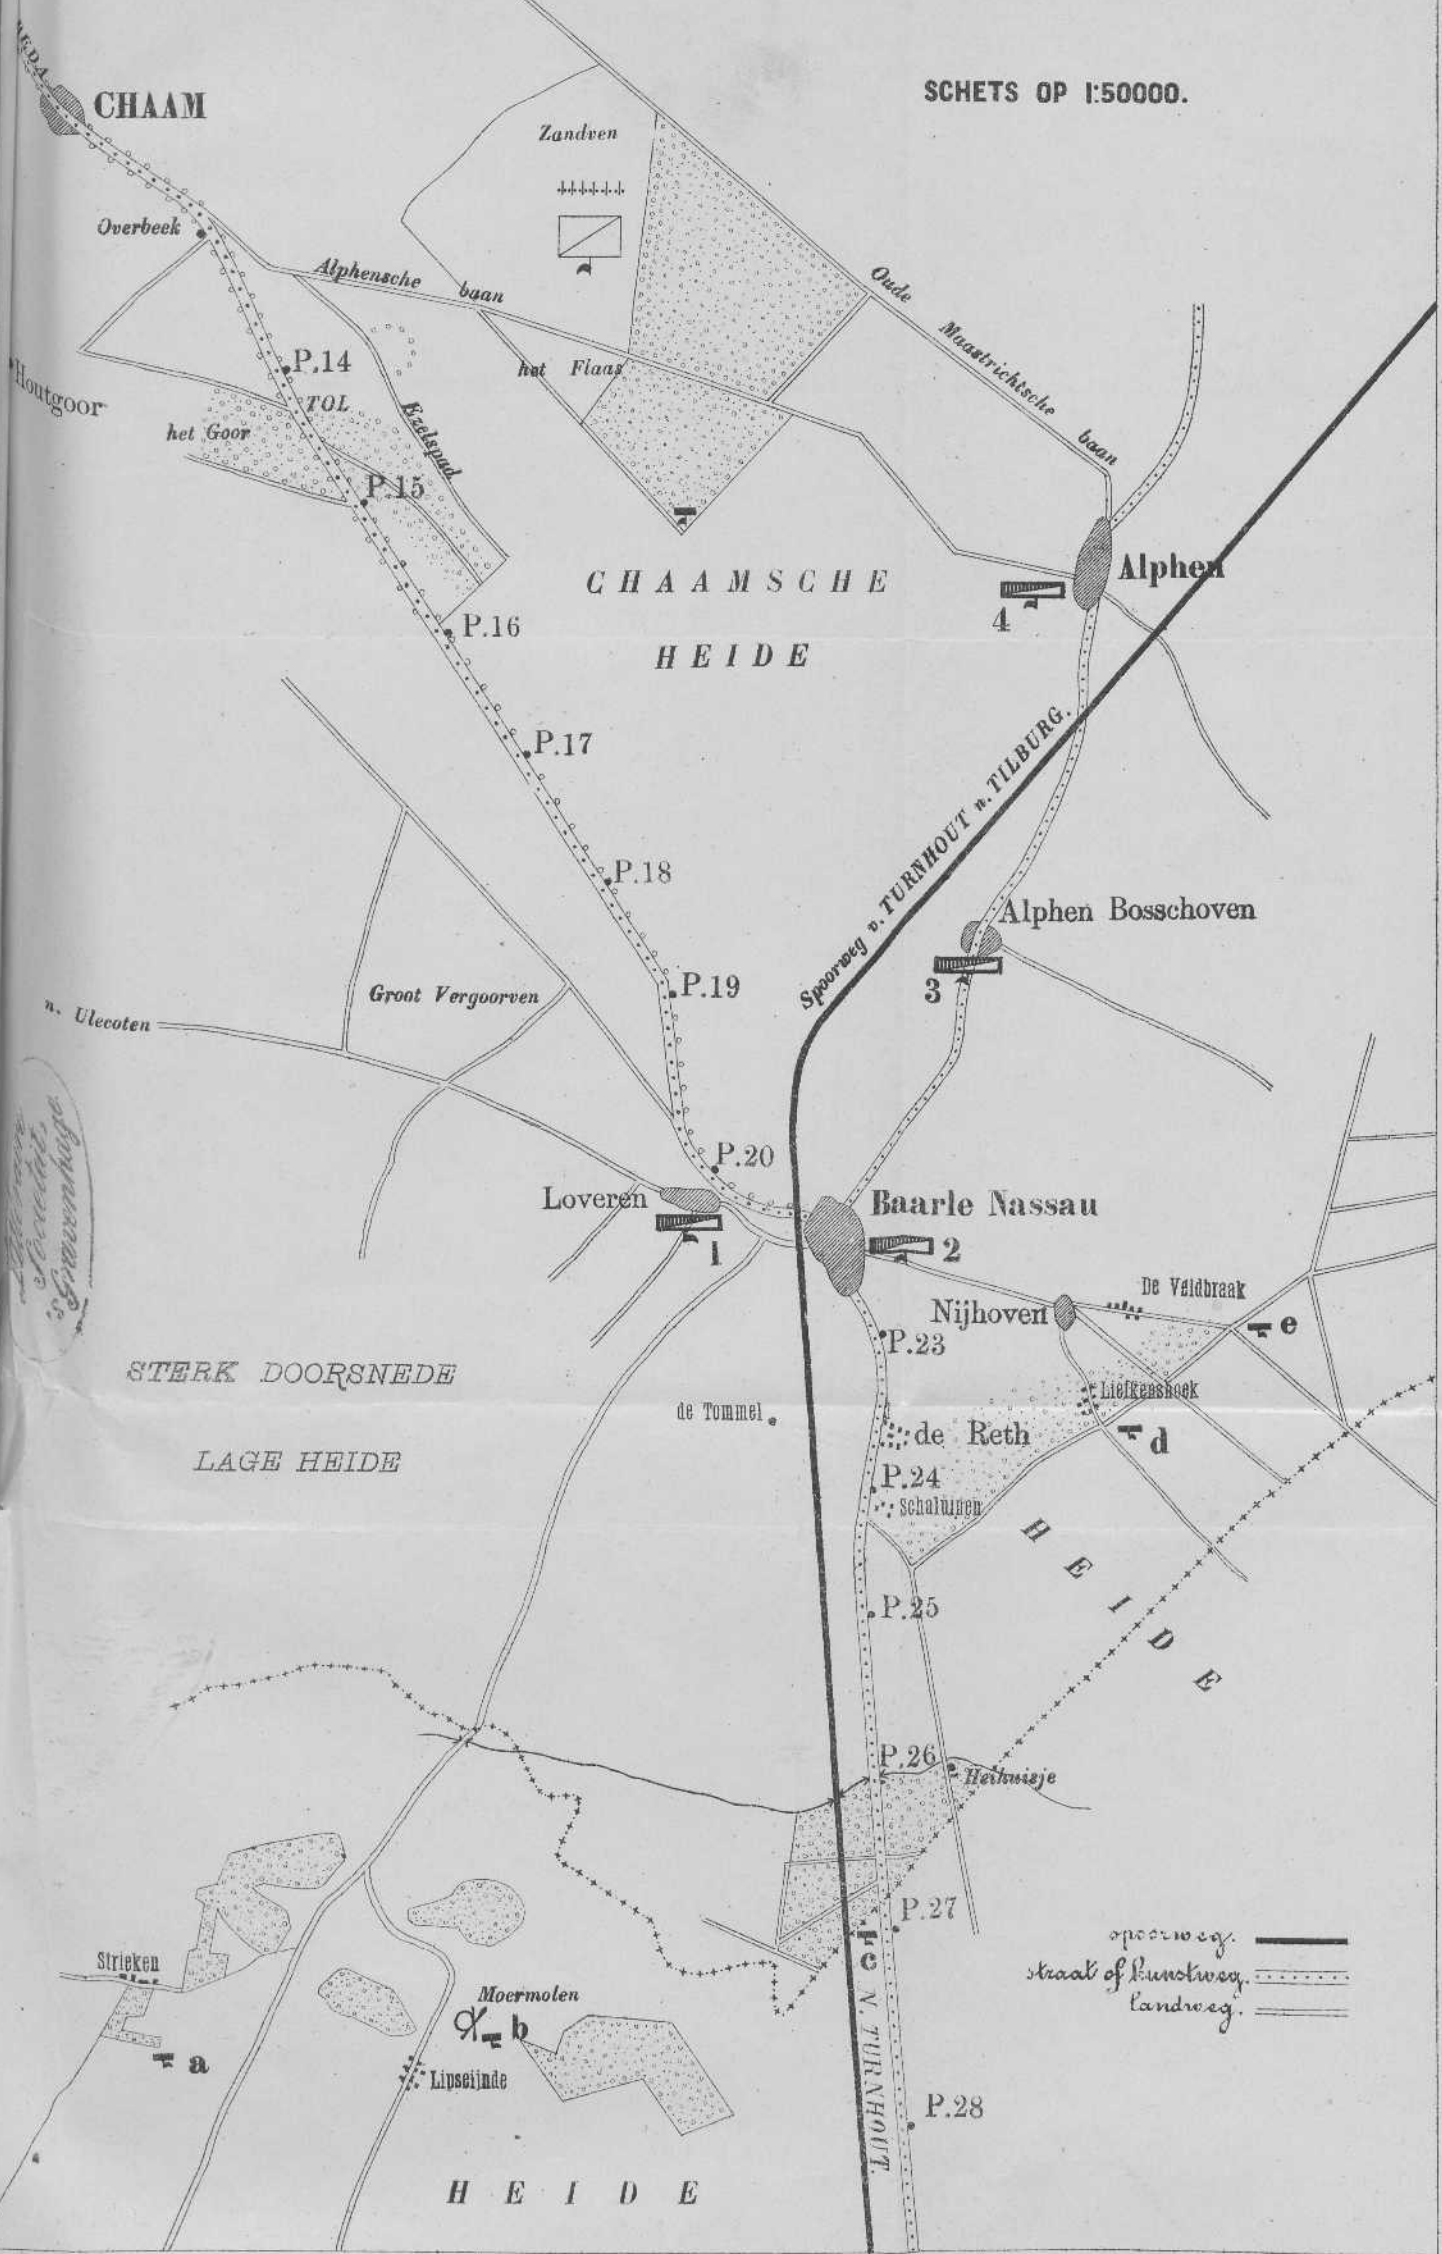 SCHETS OP 1:50000.
CHAAM
Zandven
Overbeek
Alphensche baan
Oude Maastrichtsche baan
P.14
TOL
Houtgoor
het Goor
Ezelspad
het Flaas
P.15
CHAAMSCHE
HEIDE
Alphen
4
P.16
P.17
Spoorweg v. TURNHOUT n. TILBURG.
P.18
Alphen Bosschoven
3
P.19
Groot Vergoorven
n. Ulecoten
P.20
Loveren
1
Baarle Nassau
2
's Gravenhage.
Nijhoven
De Veldbraak
e
P.23
STERK DOORSNEDE
LAGE HEIDE
de Tommel
Liefkenshoek
de Reth
d
P.24
Schaluinen
HEIDE
P.25
P.26
Heihuisje
P.27
c
N. TURNHOUT.
spoorweg.
straat of Kunstweg.
landweg.
Strieken
a
Moermolen
b
Lipseijnde
P.28
HEIDE